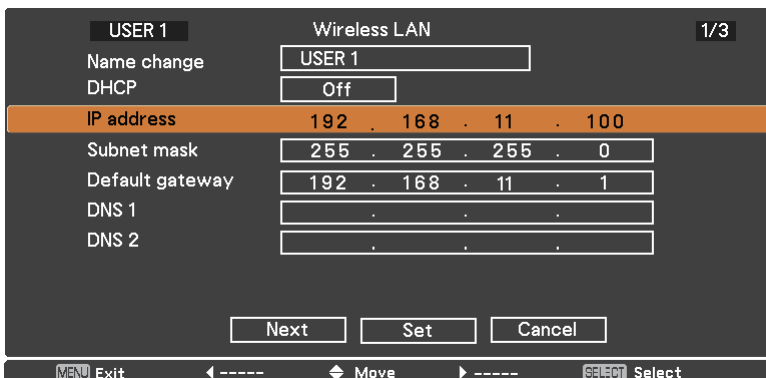 USER 1 Wireless LAN 1/3
Name change USER 1
DHCP Off
IP address 192 . 168 . 11 . 100
Subnet mask 255 . 255 . 255 . 0
Default gateway 192 . 168 . 11 . 1
DNS 1 . . .
DNS 2 . . .
Next Set Cancel
MENU Exit ◀ ----- ◆ Move ▶ ----- SELECT Select